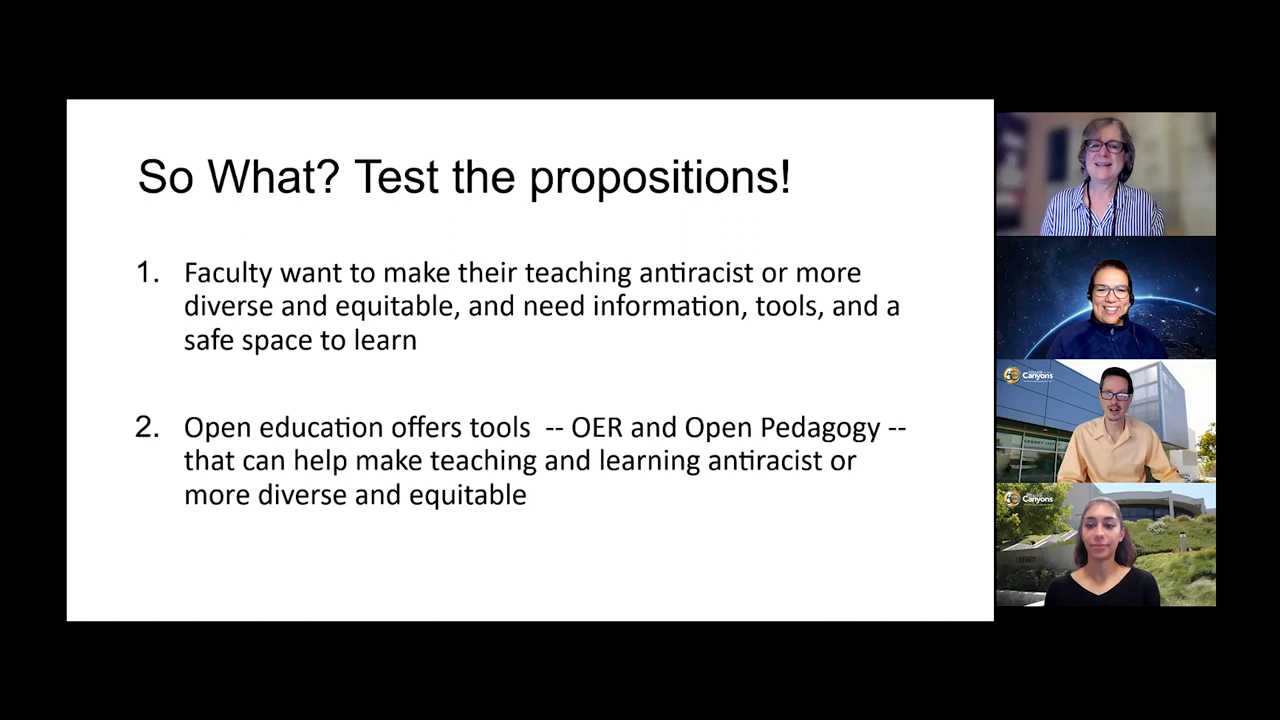 So What? Test the propositions!
1. Faculty want to make their teaching antiracist or more
diverse and equitable, and need information, tools, and a
safe space to learn
2. Open education offers tools -- OER and Open Pedagogy --
that can help make teaching and learning antiracist or
more diverse and equitable
Canyons
Canyons
LIBRARY